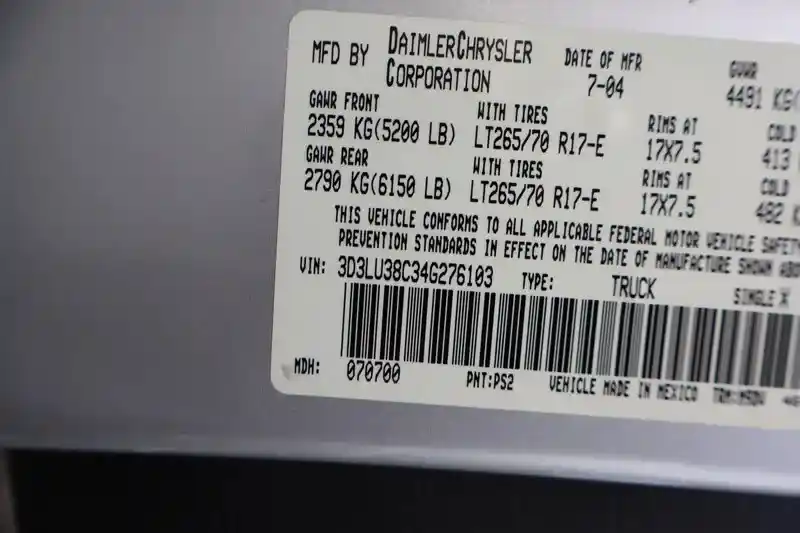 MFD BY DAIMLERCHRYSLER CORPORATION DATE OF MFR 7-04 GVWR 4491 KG(
GAWR FRONT WITH TIRES RIMS AT COLD
2359 KG(5200 LB) LT265/70 R17-E 17X7.5 413
GAWR REAR WITH TIRES RIMS AT COLD
2790 KG(6150 LB) LT265/70 R17-E 17X7.5 482
THIS VEHICLE CONFORMS TO ALL APPLICABLE FEDERAL MOTOR VEHICLE SAFETY
PREVENTION STANDARDS IN EFFECT ON THE DATE OF MANUFACTURE SHOWN ABO
VIN: 3D3LU38C34G276103 TYPE: TRUCK SINGLE X
MDH: 070700 PNT:PS2 VEHICLE MADE IN MEXICO